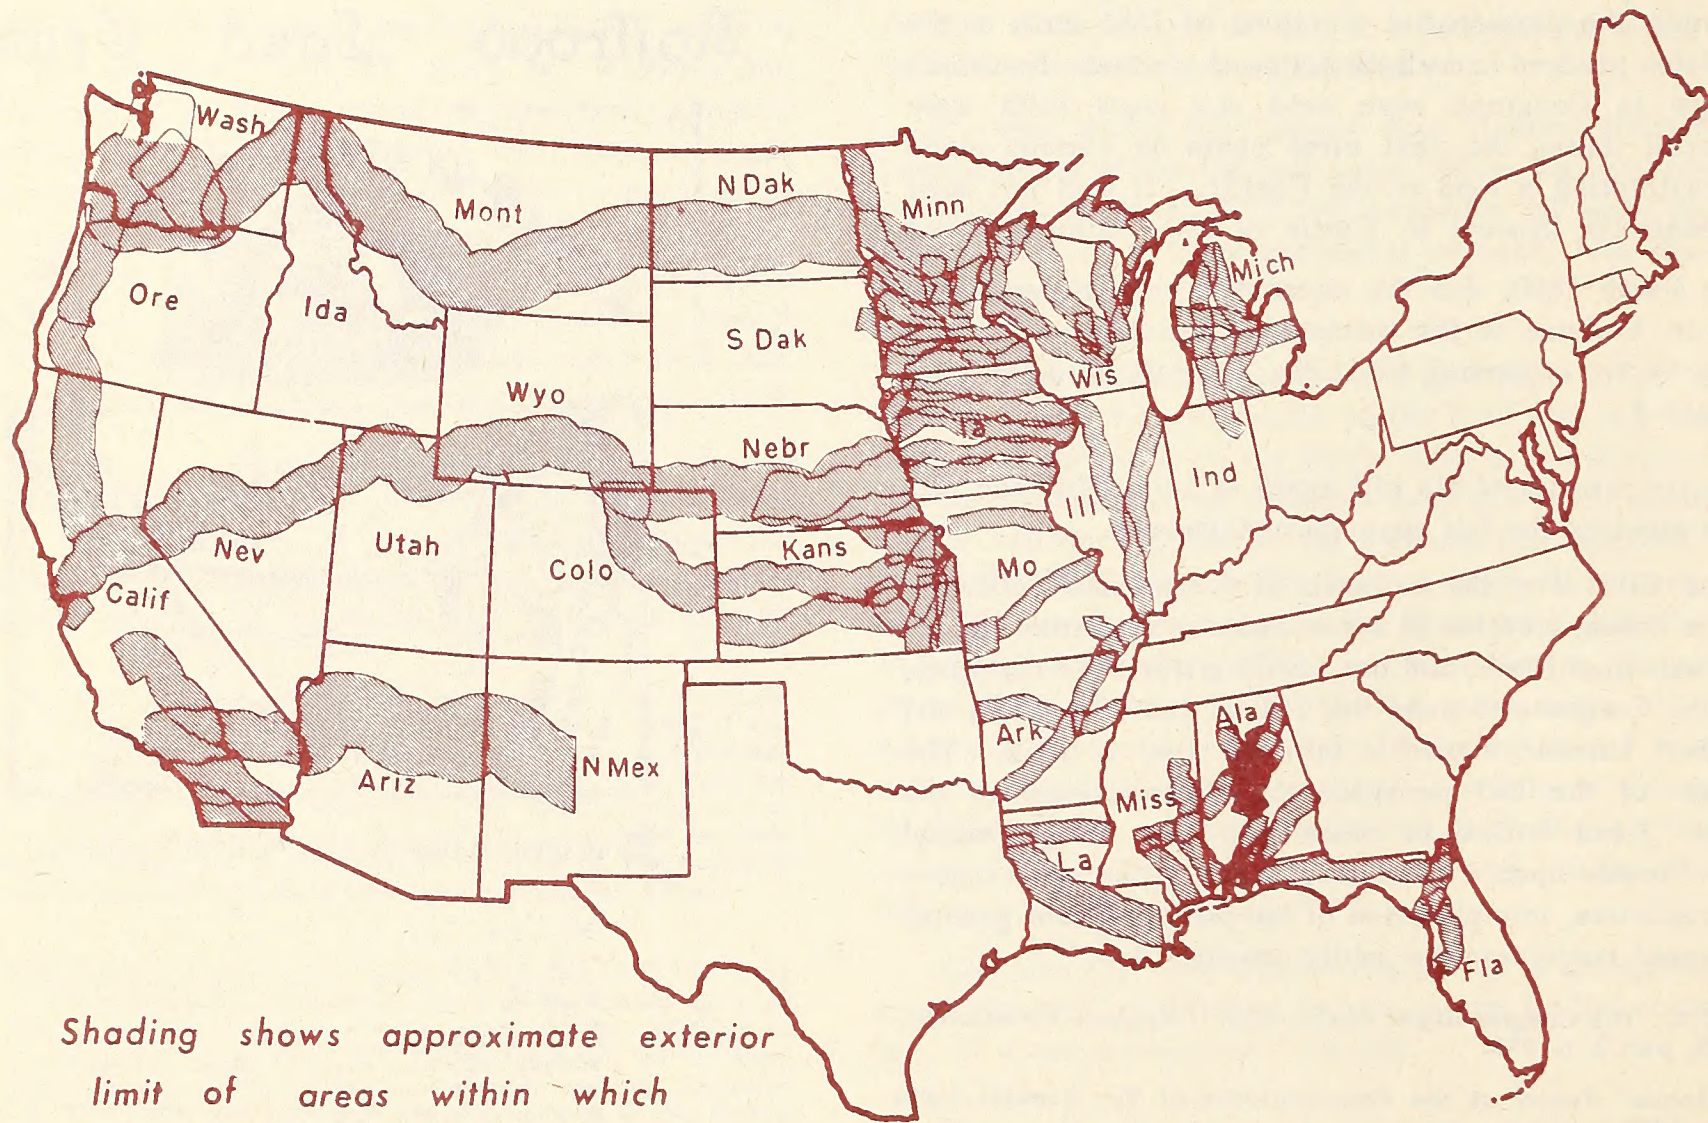 Wash
Mont
N Dak
Minn
Mich
Ore
Ida
S Dak
Wis
Wyo
Nebr
Ia
Ind
Ill
Nev
Utah
Colo
Kans
Mo
Calif
Ariz
N Mex
Ark
Ala
Miss
La
Fla
Shading shows approximate exterior
limit of areas within which